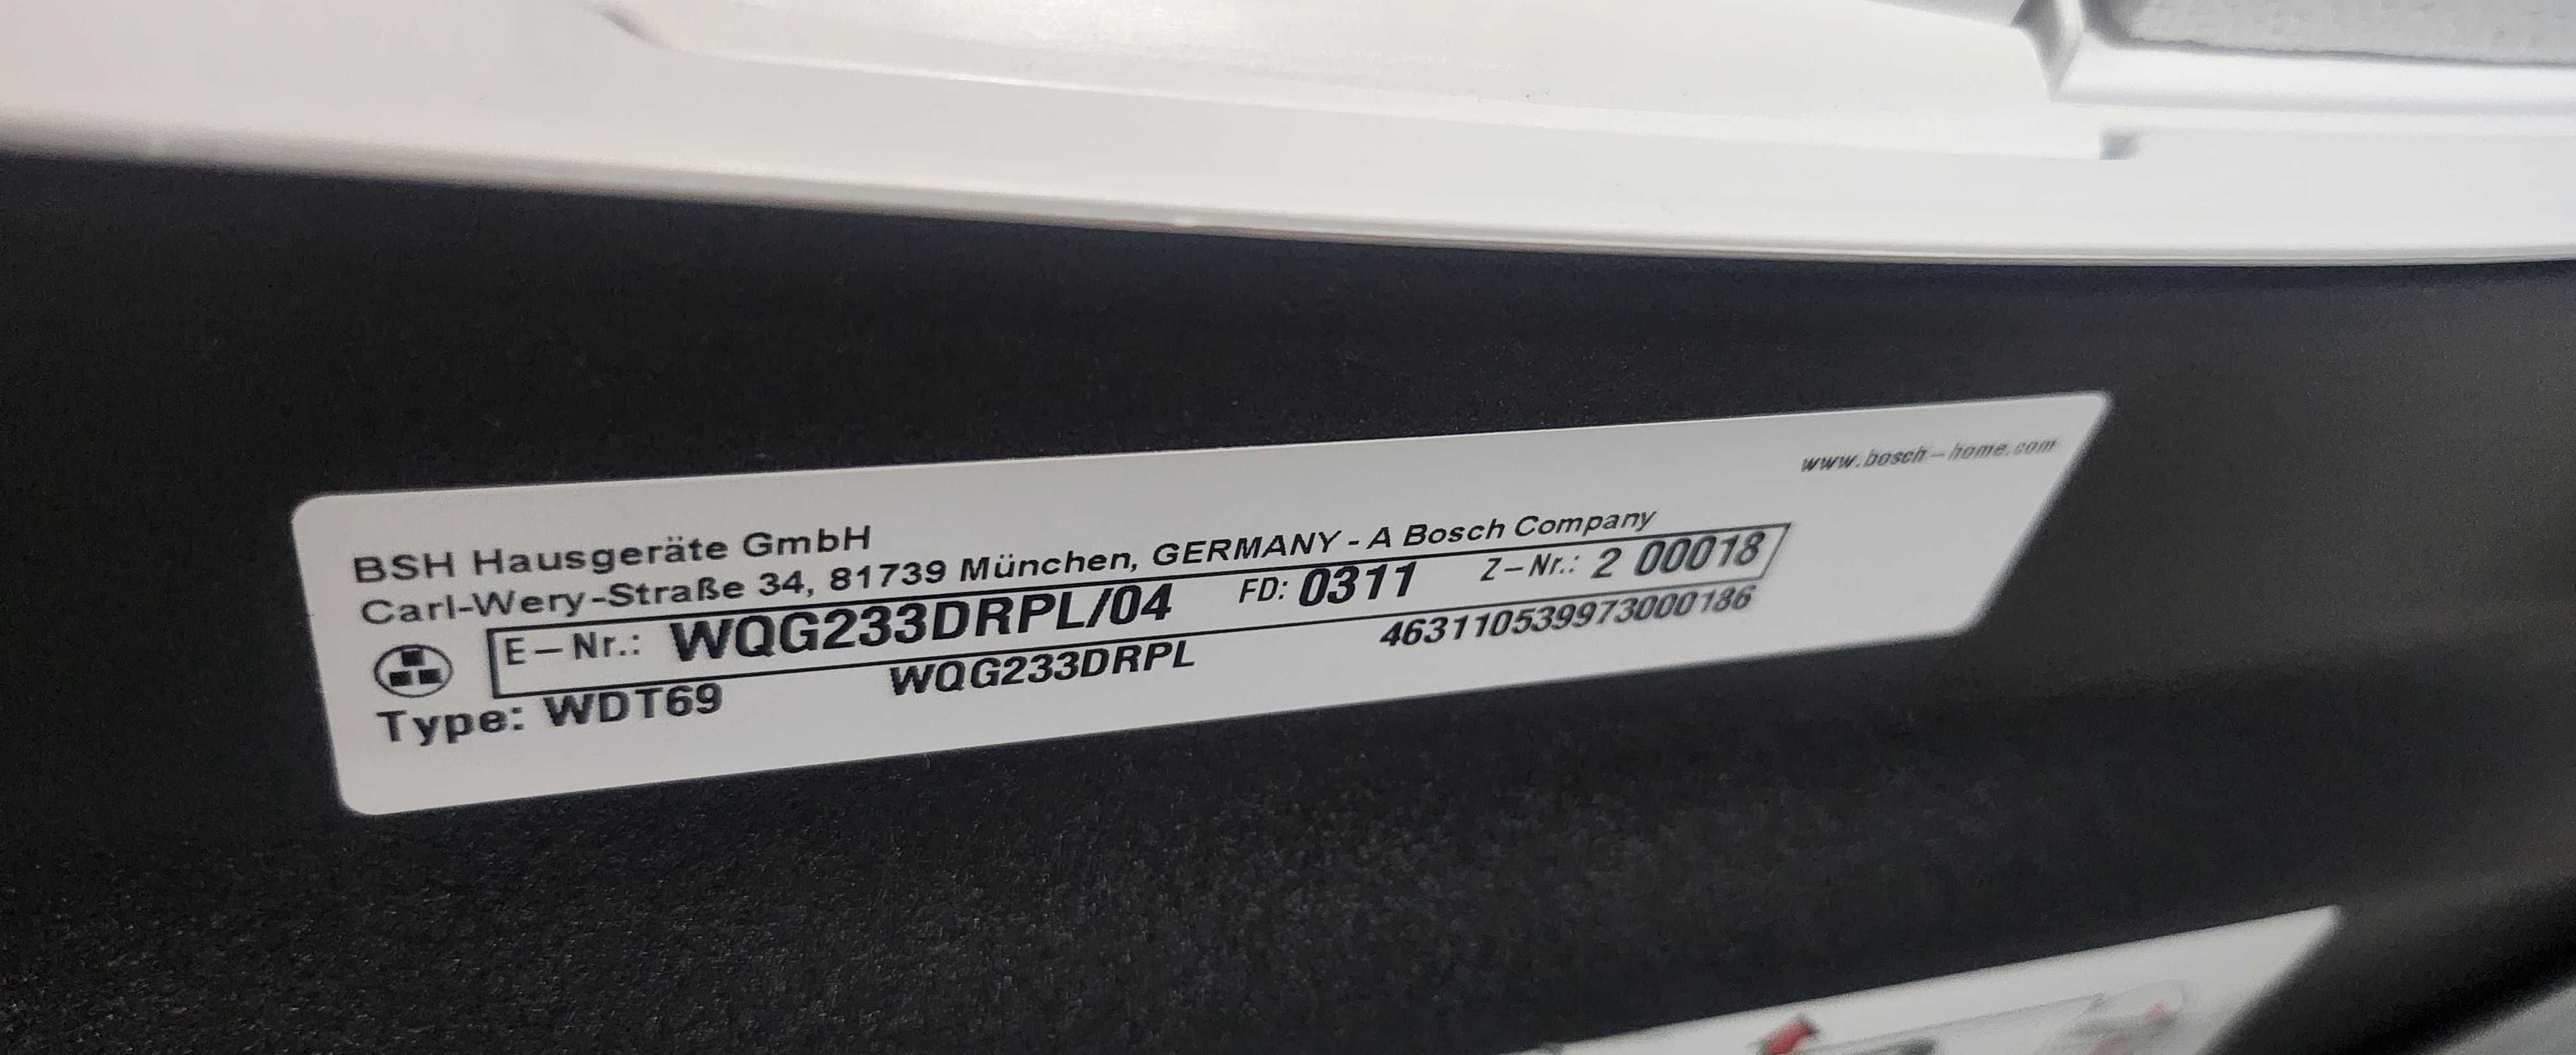 www.bosch-home.com
BSH Hausgeräte GmbH
Carl-Wery-Straße 34, 81739 München, GERMANY - A Bosch Company
E-Nr.: WQG233DRPL/04 FD: 0311 Z-Nr.: 2 00018
Type: WDT69 WQG233DRPL 463110539973000186